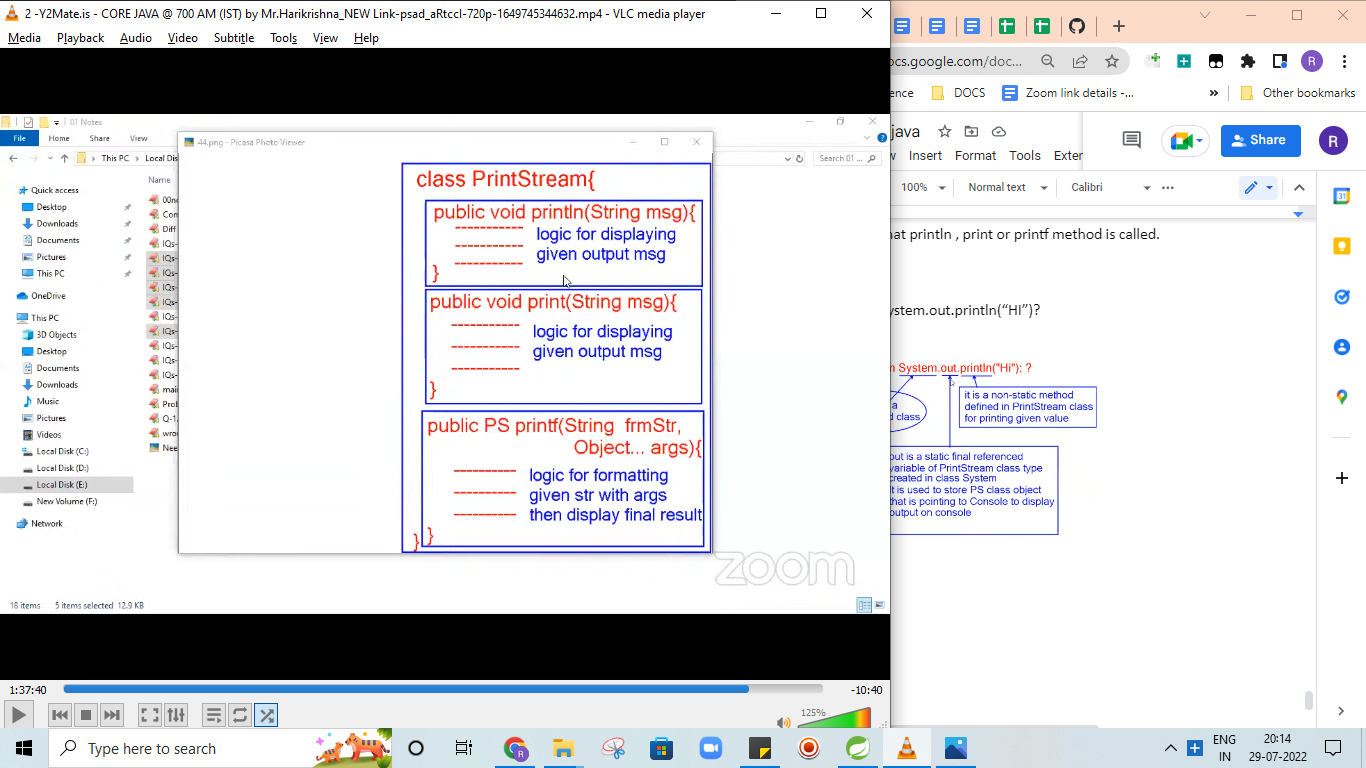 2 -Y2Mate.is - CORE JAVA @ 700 AM (IST) by Mr.Harikrishna_NEW Link-psad_aRtccI-720p-1649745344632.mp4 - VLC media player
Media Playback Audio Video Subtitle Tools View Help
01 Notes
File Home Share View
This PC Local Dis
Search 01 ...
44.png - Picasa Photo Viewer
Name
Quick access
Desktop
Downloads
Documents
Pictures
This PC
OneDrive
This PC
3D Objects
Desktop
Documents
Downloads
Music
Pictures
Videos
Local Disk (C:)
Local Disk (D:)
Local Disk (E:)
New Volume (F:)
Network
00ne
Con
Diff
IQs-
IQs-
IQs-
IQs-
IQs-
IQs-
IQs-
IQs-
IQs-
IQs-
mair
Prol
Q-1.
wro
Nee
class PrintStream{
public void println(String msg){
logic for displaying
given output msg
}
public void print(String msg){
logic for displaying
given output msg
}
public PS printf(String frmStr,
Object... args){
logic for formatting
given str with args
then display final result
}
}
zoom
18 items 5 items selected 12.9 KB
1:37:40
-10:40
125%
ocs.google.com/doc...
R
ence DOCS Zoom link details -... » Other bookmarks
java
Share
R
Insert Format Tools Exter
100% Normal text Calibri
hat println , print or printf method is called.
ystem.out.println(“HI”)?
n System.out.println("Hi"); ?
a
d class
it is a non-static method
defined in PrintStream class
for printing given value
out is a static final referenced
variable of PrintStream class type
created in class System
It is used to store PS class object
that is pointing to Console to display
output on console
Type here to search
ENG
IN
20:14
29-07-2022